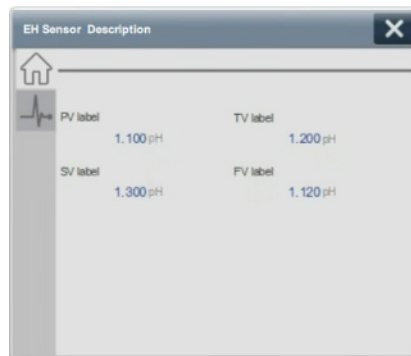 EH Sensor Description
PV label
TV label
1.100 pH
1.200 pH
SV label
FV label
1.300 pH
1.120 pH